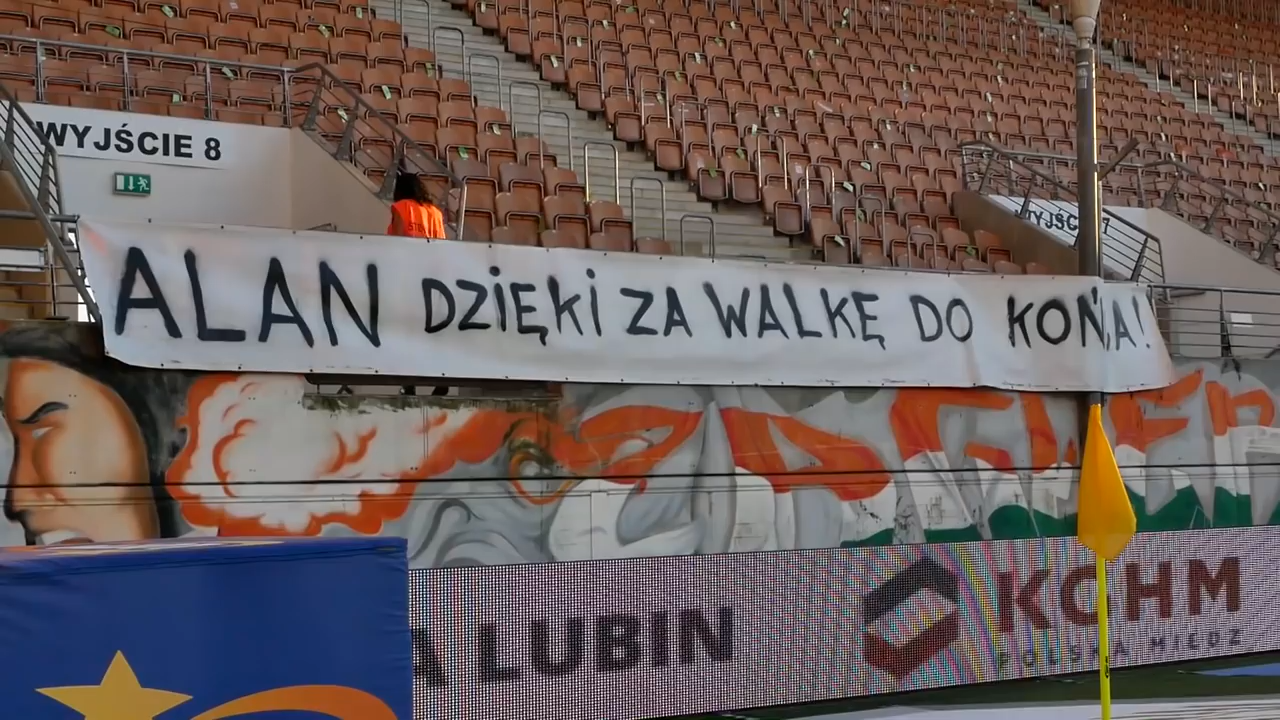 WYJŚCIE 8
ALAN DZIĘKI ZA WALKĘ DO KOŃCA!
LUBIN
KGHM
POLSKA MIEDŹ